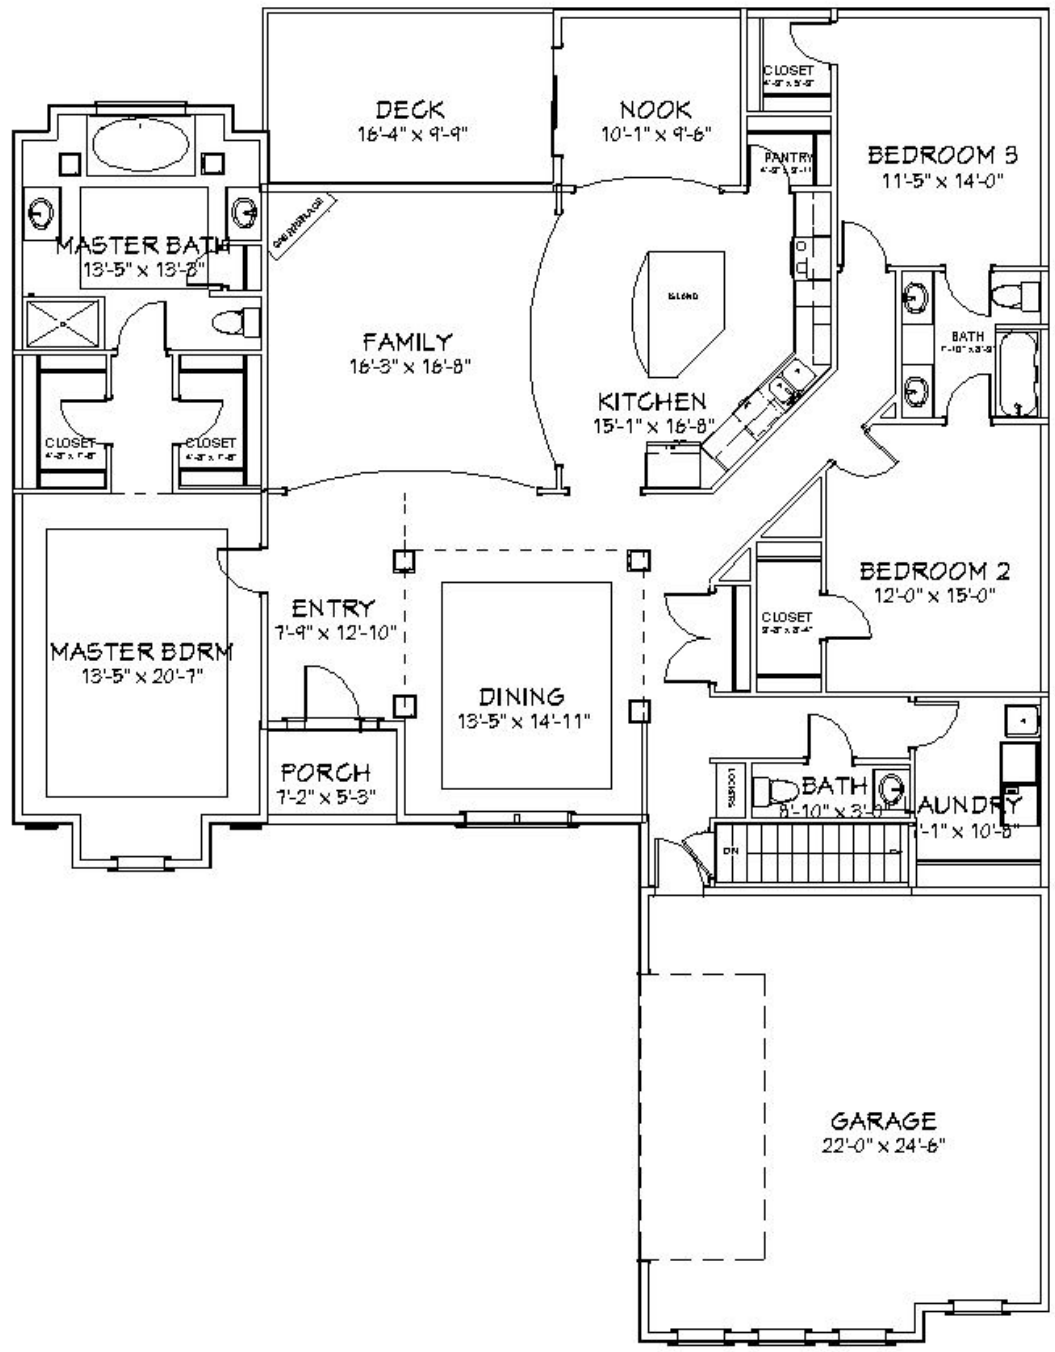 DECK
16'-4" x 9'-9"
NOOK
10'-1" x 9'-6"
CLOSET
PANTRY
BEDROOM 3
11'-5" x 14'-0"
MASTER BATH
13'-5" x 13'-8"
ISLAND
FAMILY
16'-3" x 16'-8"
BATH
KITCHEN
15'-1" x 16'-8"
CLOSET
CLOSET
BEDROOM 2
12'-0" x 15'-0"
ENTRY
7'-9" x 12'-10"
CLOSET
MASTER BDRM
13'-5" x 20'-7"
DINING
13'-5" x 14'-11"
PORCH
7'-2" x 5'-3"
LOCKERS
BATH
LAUNDRY
DN
GARAGE
22'-0" x 24'-6"